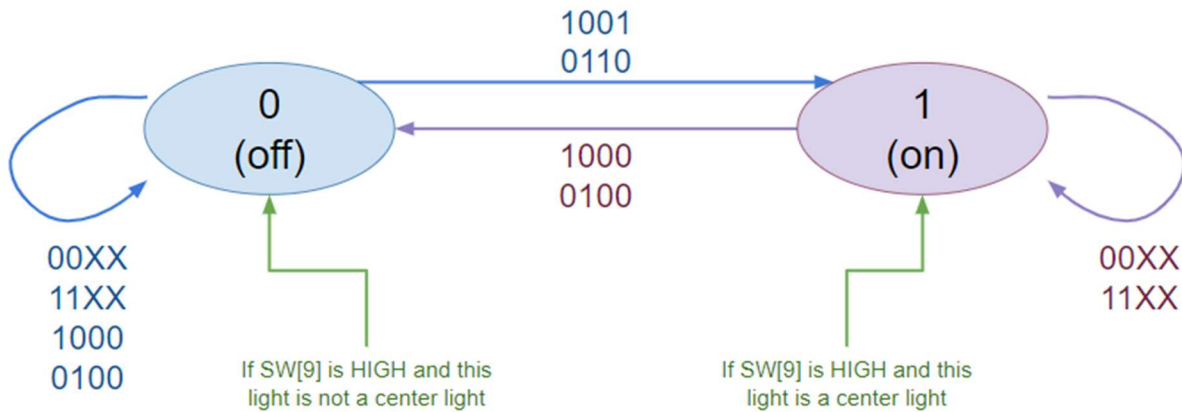 1001
0110
0
(off)
1
(on)
1000
0100
00XX
11XX
1000
0100
00XX
11XX
If SW[9] is HIGH and this
light is not a center light
If SW[9] is HIGH and this
light is a center light